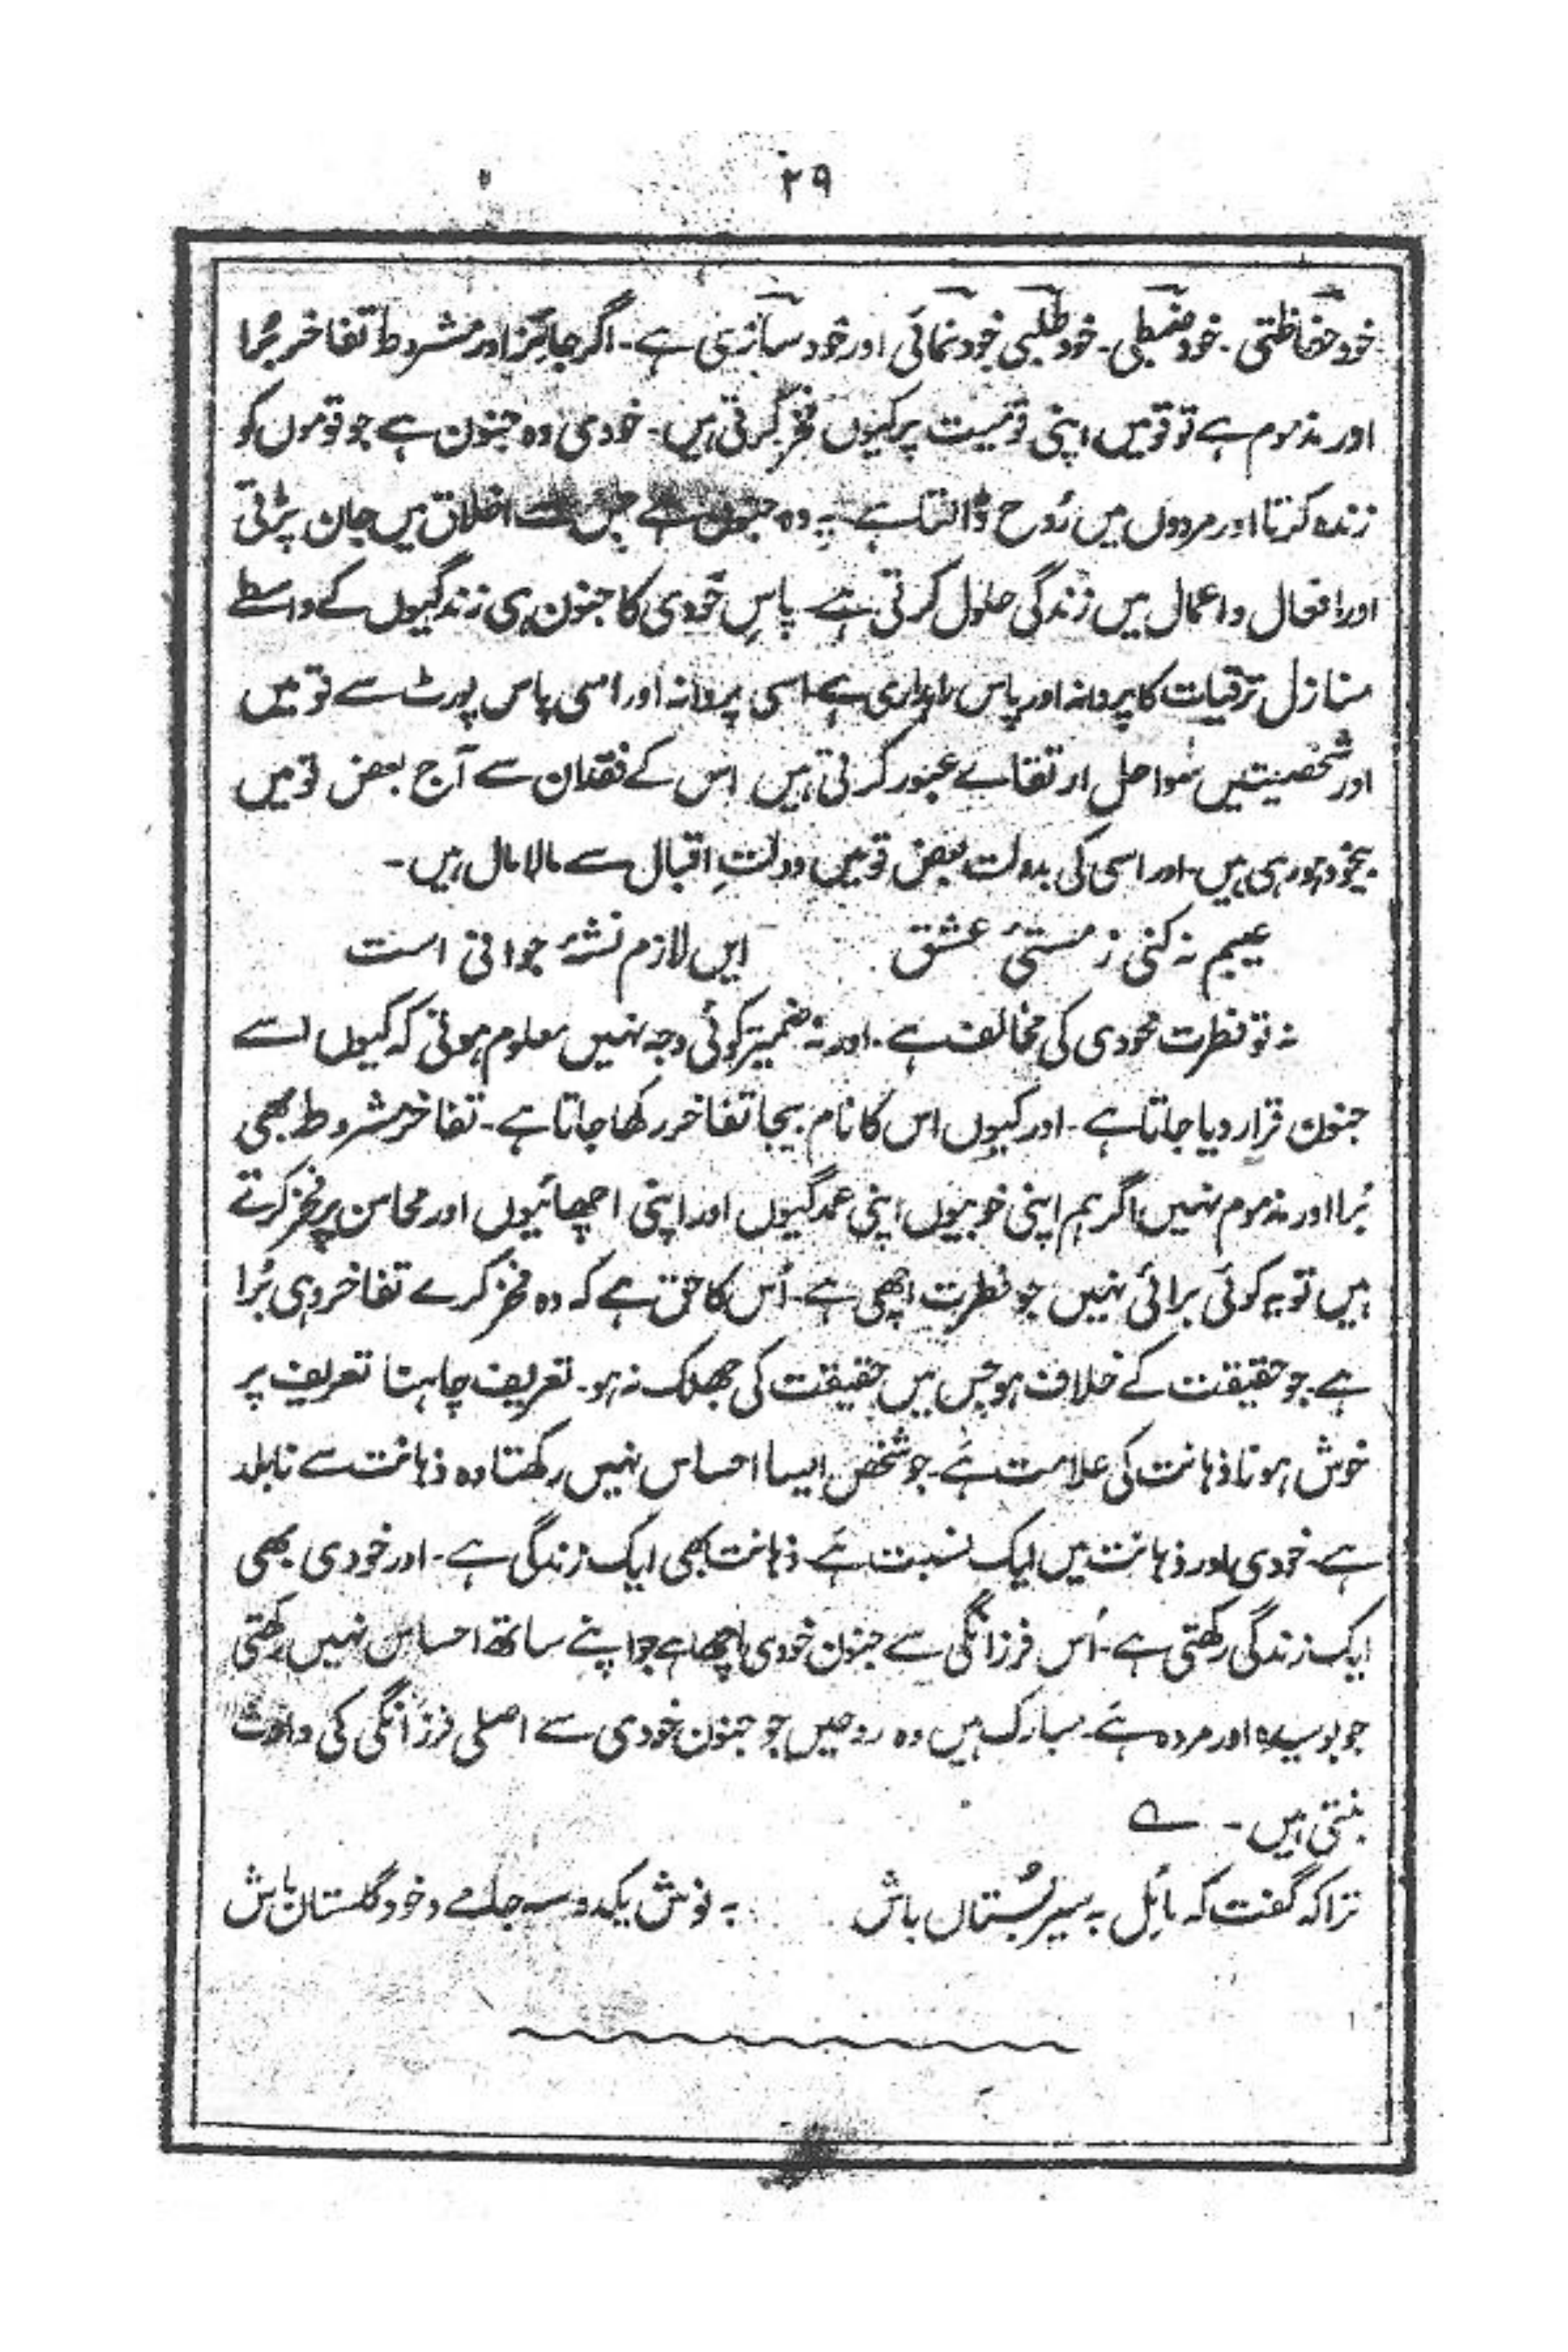 ۲۹
خود حفاظتی ۔ خود ضبطی ۔ خود طلبی خود نمائی اور خود سازی ہے ۔ اگر جائز اور مشروط تفاخر بُرا
اور مذموم ہے تو قومیں اپنی قومیت پر کیوں فخر کرتی ہیں ۔ خودی وہ جنون ہے جو قوموں کو
زندہ کرتا اور مردوں میں رُوح ڈالتا ہے یہ وہ جنون ہے جس سے اخلاق میں جان پڑتی
اور افعال و اعمال میں زندگی حلول کرتی ہے پاسِ خودی کا جنون ہی زندگیوں کے واسطے
منازل ترقیات کا پروانہ اور پاس راہداری ہے اسی پروانہ اور اسی پاس پورٹ سے قومیں
اور شخصیتیں سواحل ارتقاے عبور کرتی ہیں اس کے فقدان سے آج بعض قومیں
بیخود ہو رہی ہیں ۔ اور اسی کی بدولت بعض قومیں دولتِ اقبال سے مالامال ہیں ۔
عیبم نہ کنی ز مستیٔ عشق ایں لازم نشۂ جوانی است
نہ تو فطرت خودی کی مخالف ہے ۔ اور نہ ضمیر کوئی وجہ نہیں معلوم ہوتی کہ کیوں اسے
جنون قرار دیا جاتا ہے ۔ اور کیوں اس کا نام بیجا تفاخر رکھا جاتا ہے ۔ تفاخر مشروط بھی
بُرا اور مذموم نہیں اگر ہم اپنی خوبیوں اپنی عمدگیوں اور اپنی اچھائیوں اور محاسن پر فخر کرتے
ہیں تو یہ کوئی برائی نہیں جو فطرت اچھی ہے ۔ اُس کا حق ہے کہ وہ فخر کرے تفاخر وہی بُرا
ہے جو حقیقت کے خلاف ہو جس میں حقیقت کی جھلک نہ ہو ۔ تعریف چاہنا تعریف پر
خوش ہونا ذہانت کی علامت ہے ۔ جو شخص ایسا احساس نہیں رکھتا وہ ذہانت سے نابلد
ہے ۔ خودی اور ذہانت میں ایک نسبت ہے ۔ ذہانت بھی ایک زندگی ہے ۔ اور خودی بھی
ایک زندگی رکھتی ہے ۔ اُس فرزانگی سے جنون خودی اچھا ہے جو اپنے ساتھ احساس نہیں رکھتی
جو بوسیدہ اور مردہ ہے ۔ مبارک ہیں وہ روحیں جو جنون خودی سے اصلی فرزانگی کی وارث
بنتی ہیں ۔ ؎
ترا کہ گفت کہ مائل بہ سیر بُستاں باش بہ نوش یکدو سہ جامے و خود گلستاں باش